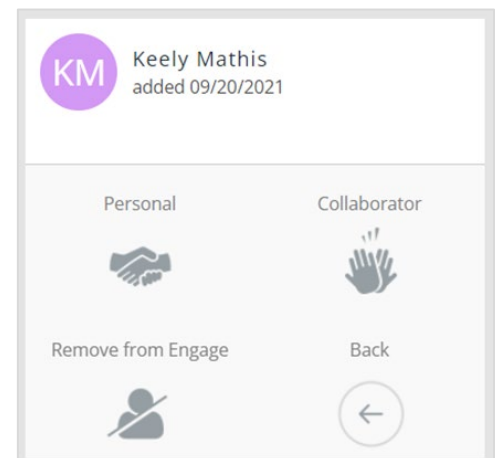 KM
Keely Mathis
added 09/20/2021
Personal
Collaborator
Remove from Engage
Back